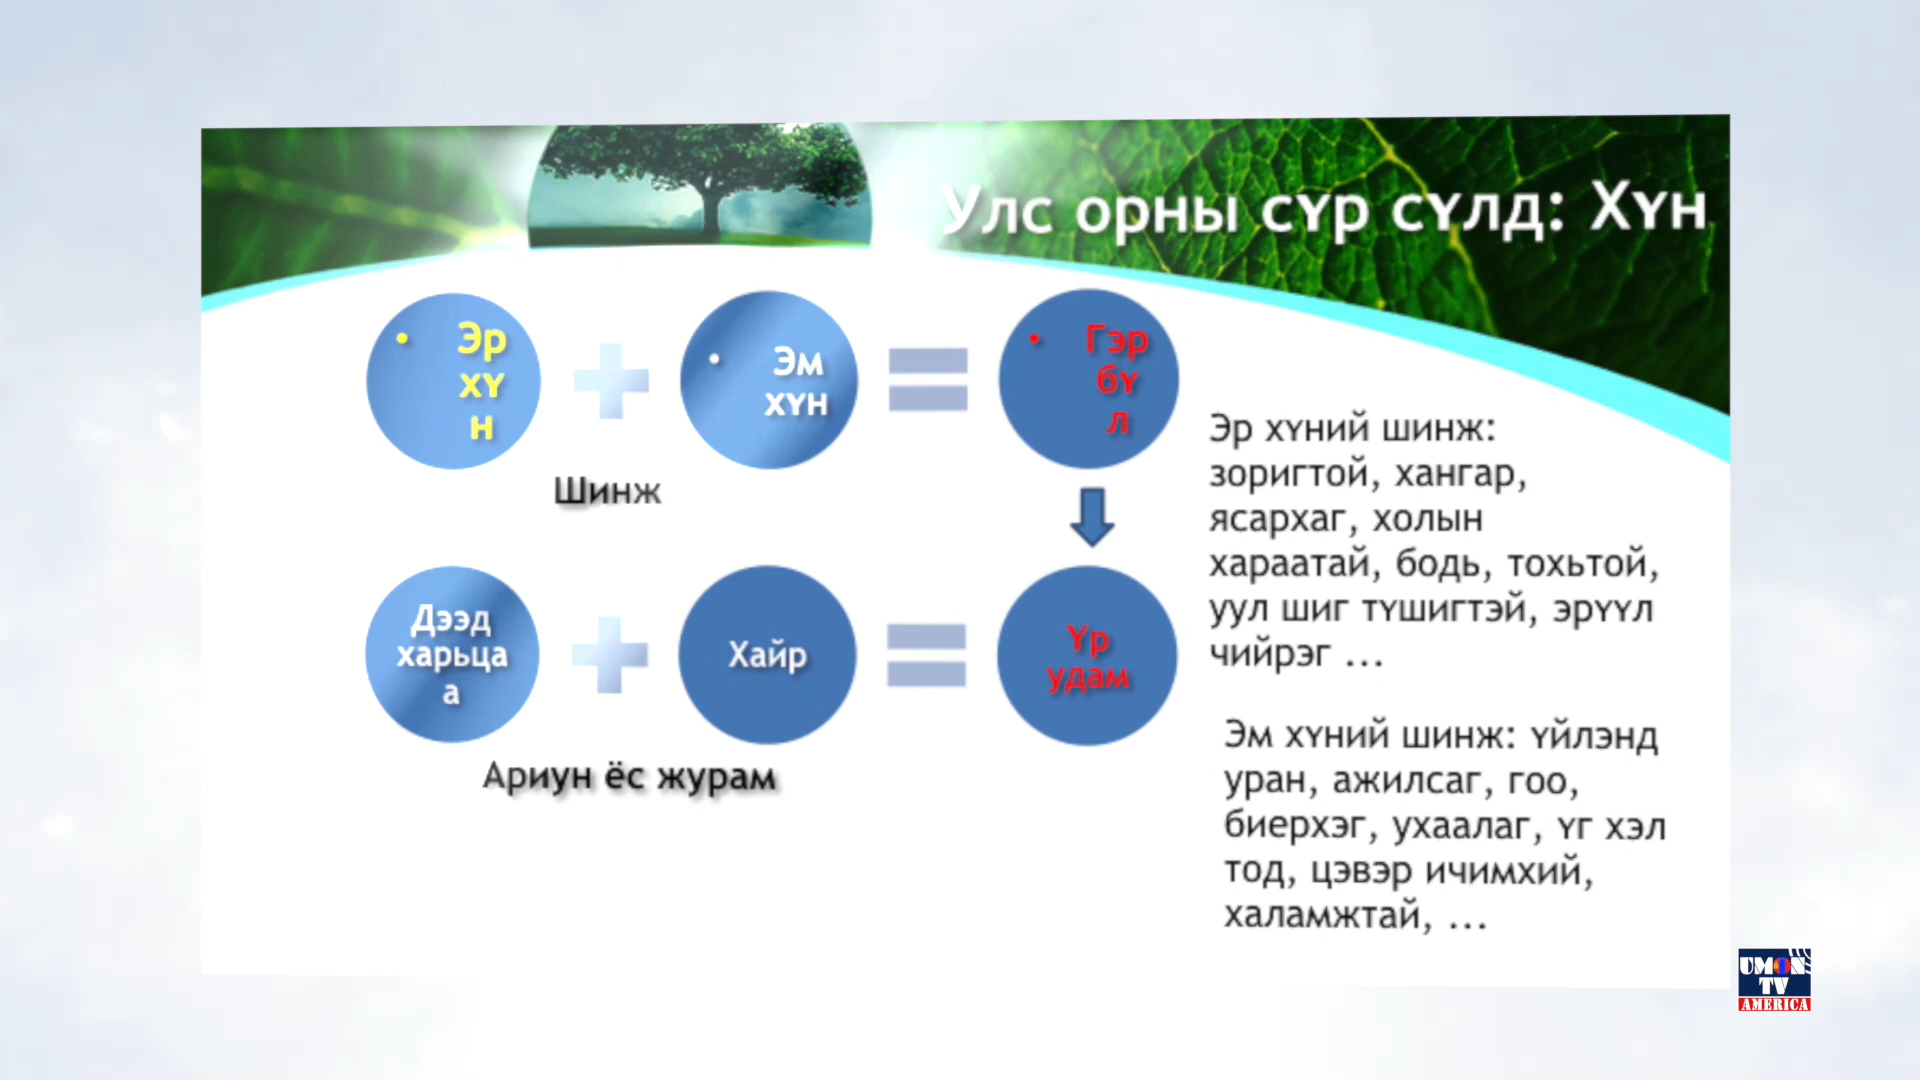 Улс орны сүр сүлд: Хүн
• Эр
хү
н
• Эм
хүн
• Гэр
бү
л
Шинж
Дээд
харьца
а
Хайр
Үр
удам
Ариун ёс журам
Эр хүний шинж:
зоригтой, хангар,
ясархаг, холын
хараатай, бодь, тохьтой,
уул шиг түшигтэй, эрүүл
чийрэг ...
Эм хүний шинж: үйлэнд
уран, ажилсаг, гоо,
биерхэг, ухаалаг, үг хэл
тод, цэвэр ичимхий,
халамжтай, ...
UMON
TV
AMERICA